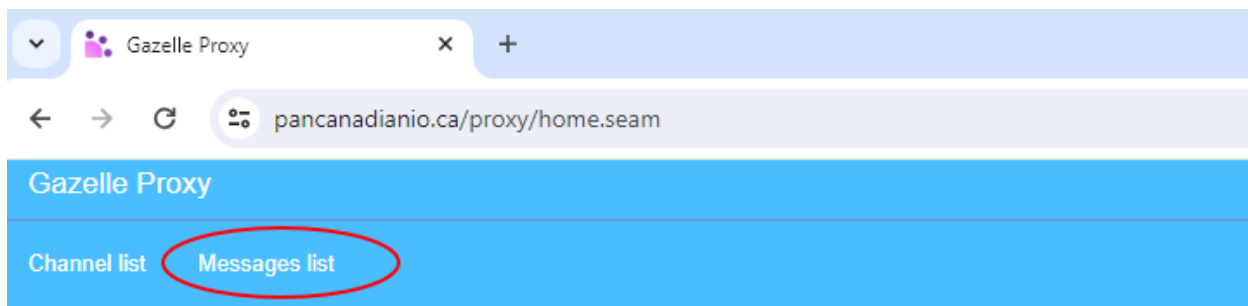 Gazelle Proxy
pancanadianio.ca/proxy/home.seam
Gazelle Proxy
Channel list Messages list